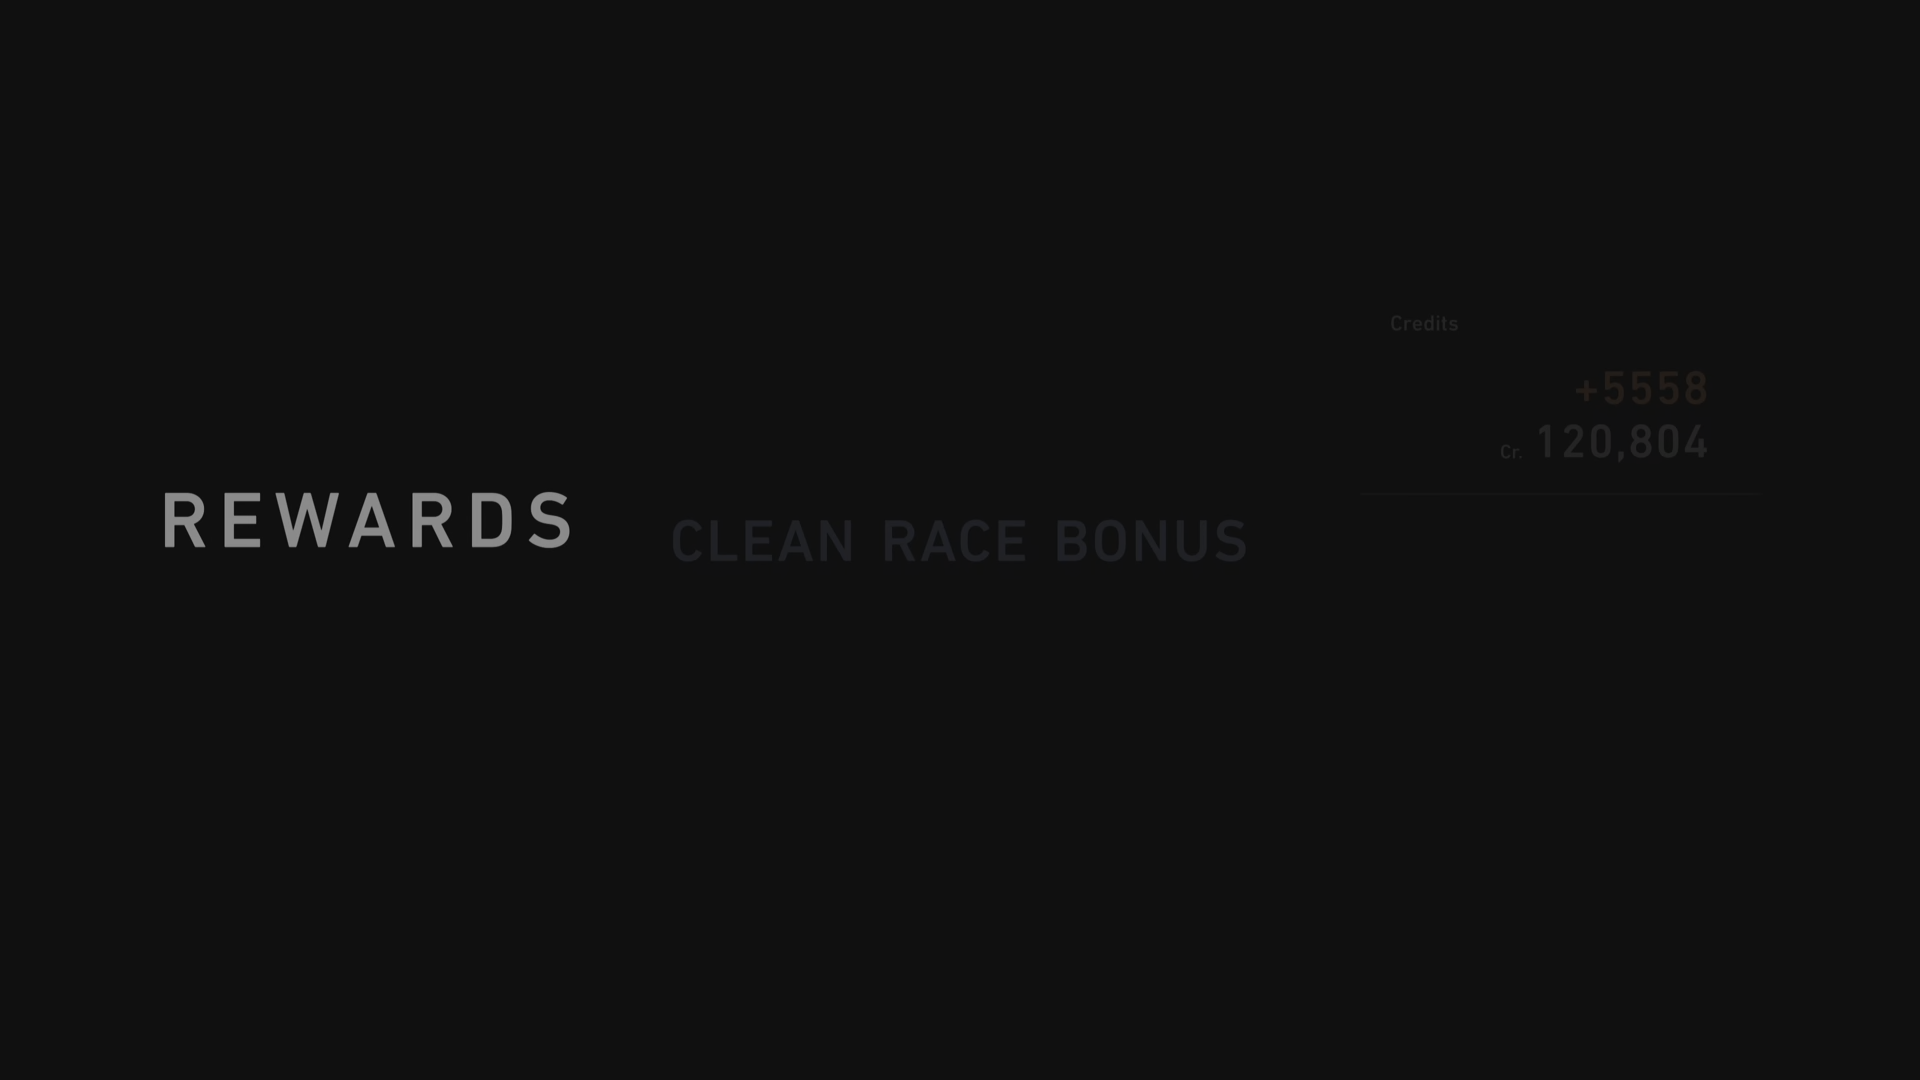 Credits
+5558
Cr. 120,804
REWARDS
CLEAN RACE BONUS